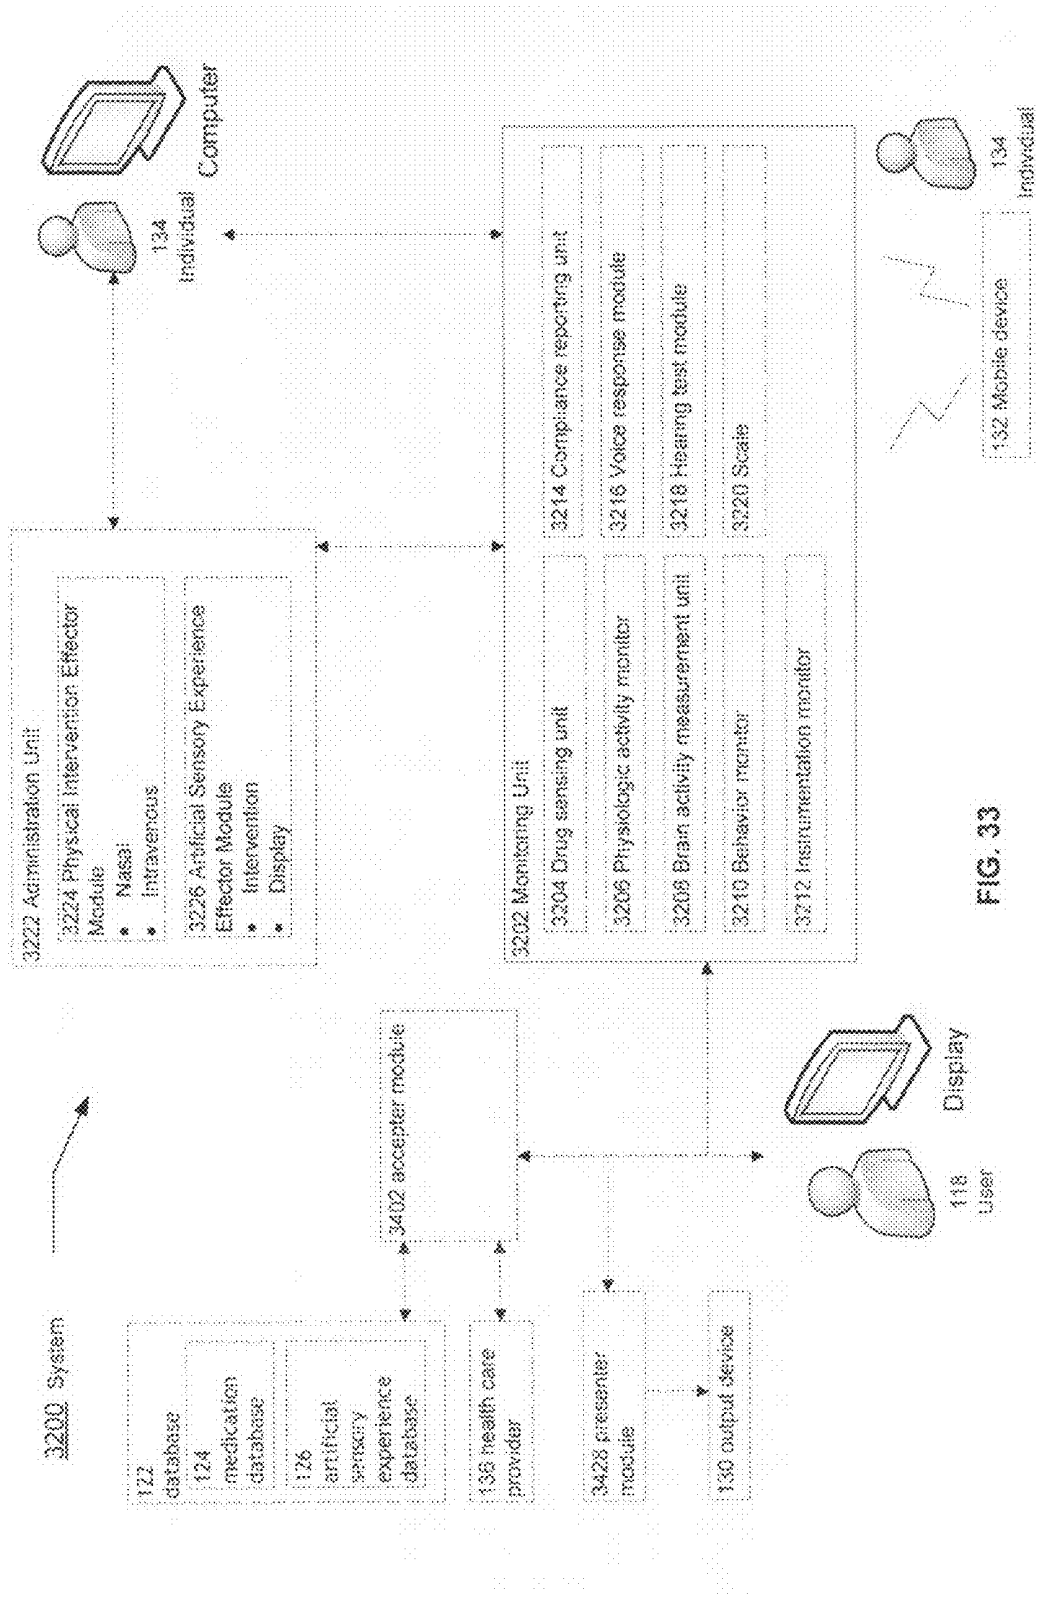 3200 System
122
database
124
medication
database
126
artificial
sensory
experience
database
136 health care
provider
3428 presenter
module
130 output device
3402 accepter module
118
User
Display
3222 Administration Unit
3224 Physical Intervention Effector
Module
• Nasal
• Intravenous
3226 Artificial Sensory Experience
Effector Module
• Intervention
• Display
3202 Monitoring Unit
3204 Drug sensing unit
3206 Physiologic activity monitor
3208 Brain activity measurement unit
3210 Behavior monitor
3212 Instrumentation monitor
3214 Compliance reporting unit
3216 Voice response module
3218 Hearing test module
3220 Scale
134
Individual
Computer
132 Mobile device
134
Individual
FIG. 33